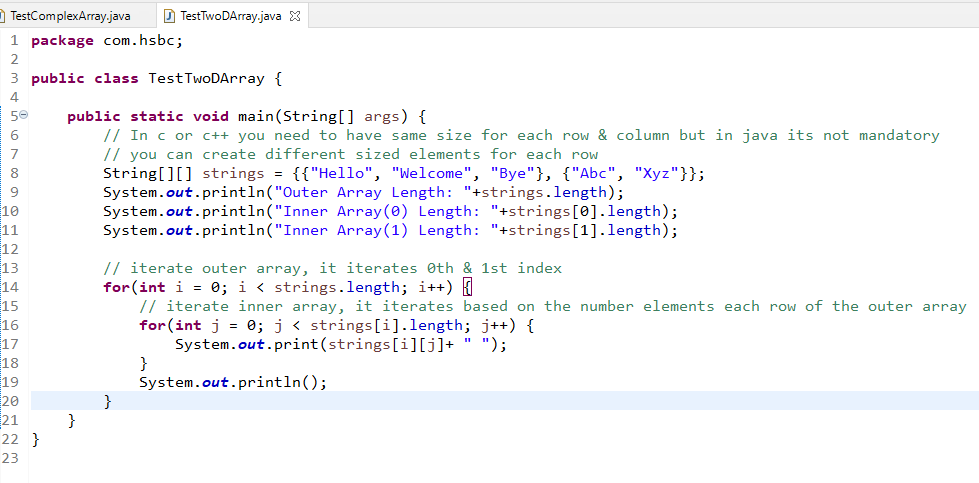 TestComplexArray.java
TestTwoDArray.java
1 package com.hsbc;
2
3 public class TestTwoDArray {
4
5 public static void main(String[] args) {
6 // In c or c++ you need to have same size for each row & column but in java its not mandatory
7 // you can create different sized elements for each row
8 String[][] strings = {{"Hello", "Welcome", "Bye"}, {"Abc", "Xyz"}};
9 System.out.println("Outer Array Length: "+strings.length);
10 System.out.println("Inner Array(0) Length: "+strings[0].length);
11 System.out.println("Inner Array(1) Length: "+strings[1].length);
12
13 // iterate outer array, it iterates 0th & 1st index
14 for(int i = 0; i < strings.length; i++) {
15 // iterate inner array, it iterates based on the number elements each row of the outer array
16 for(int j = 0; j < strings[i].length; j++) {
17 System.out.print(strings[i][j]+ " ");
18 }
19 System.out.println();
20 }
21 }
22 }
23